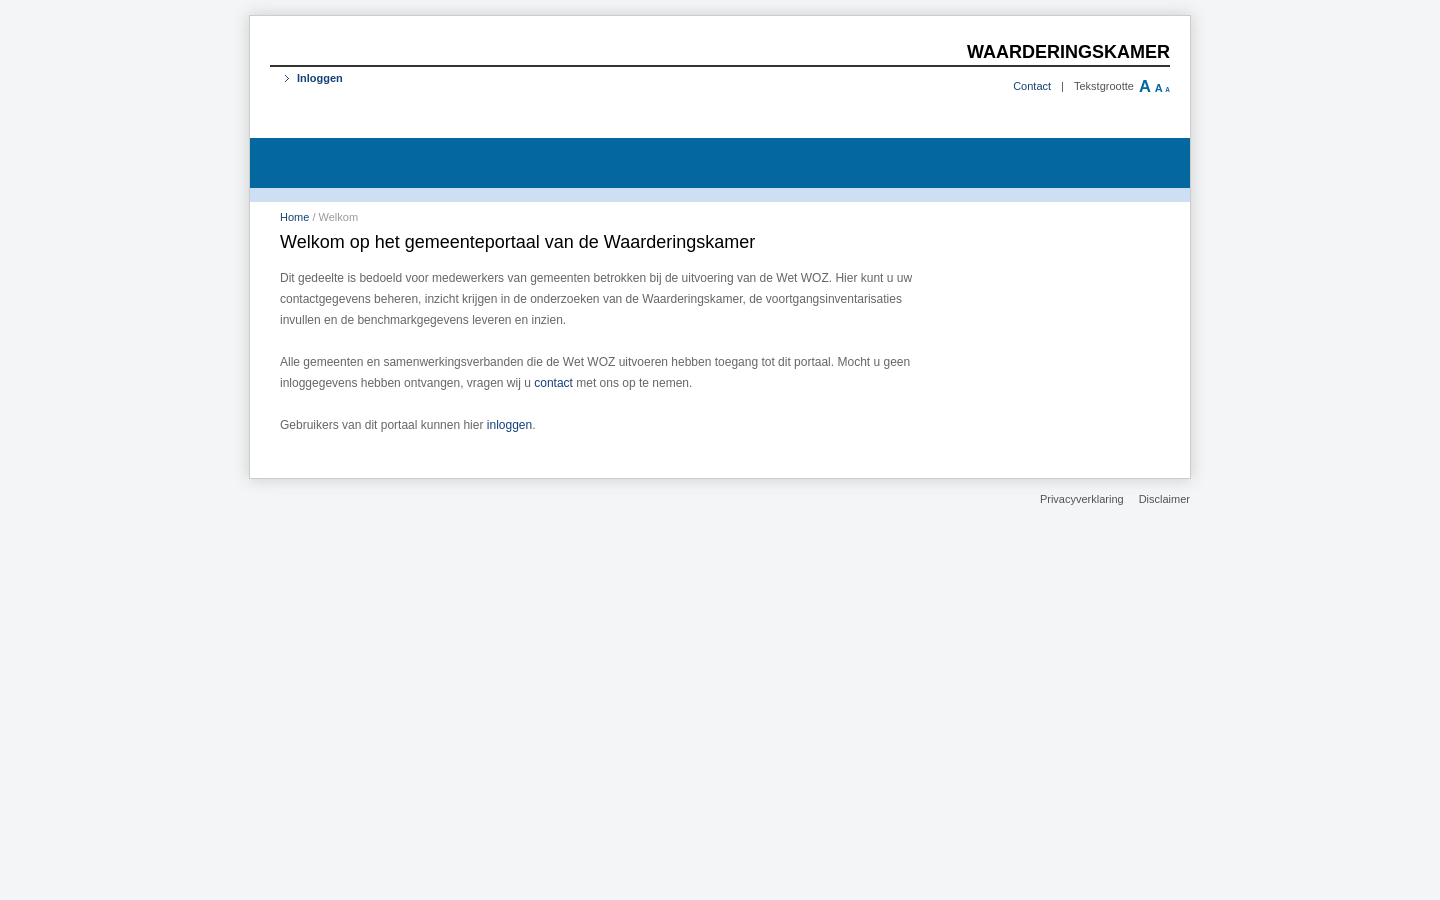 WAARDERINGSKAMER
Inloggen
Contact | Tekstgrootte A A A
Home / Welkom
Welkom op het gemeenteportaal van de Waarderingskamer
Dit gedeelte is bedoeld voor medewerkers van gemeenten betrokken bij de uitvoering van de Wet WOZ. Hier kunt u uw
contactgegevens beheren, inzicht krijgen in de onderzoeken van de Waarderingskamer, de voortgangsinventarisaties
invullen en de benchmarkgegevens leveren en inzien.
Alle gemeenten en samenwerkingsverbanden die de Wet WOZ uitvoeren hebben toegang tot dit portaal. Mocht u geen
inloggegevens hebben ontvangen, vragen wij u contact met ons op te nemen.
Gebruikers van dit portaal kunnen hier inloggen.
Privacyverklaring Disclaimer